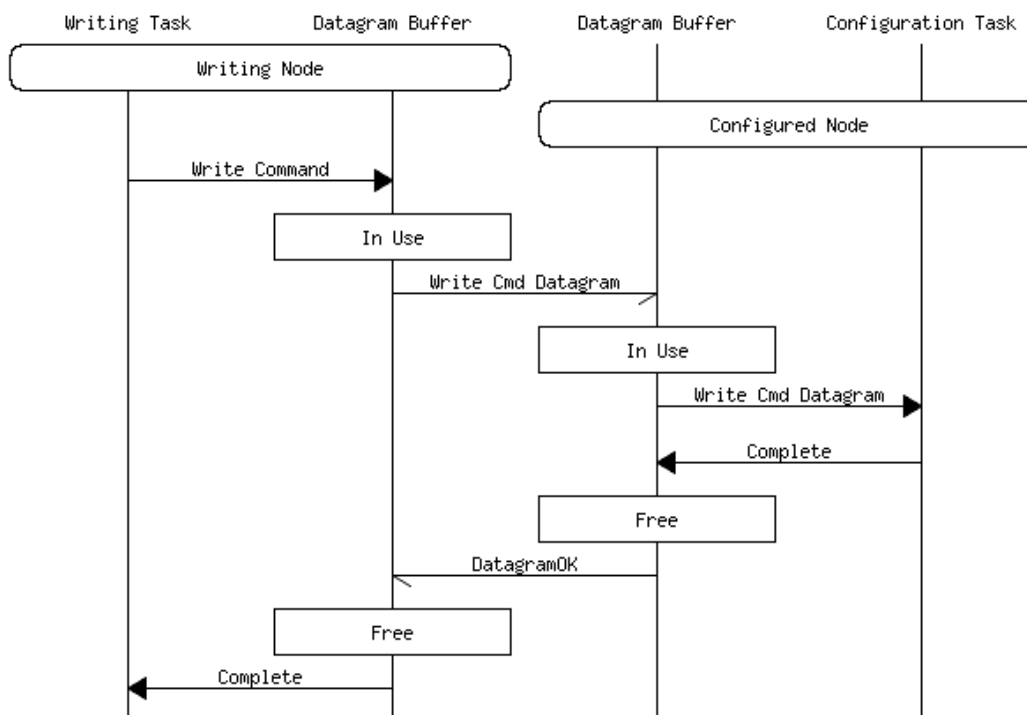 Writing Task
Datagram Buffer
Datagram Buffer
Configuration Task
Writing Node
Configured Node
Write Command
In Use
Write Cmd Datagram
In Use
Write Cmd Datagram
Complete
Free
DatagramOK
Free
Complete